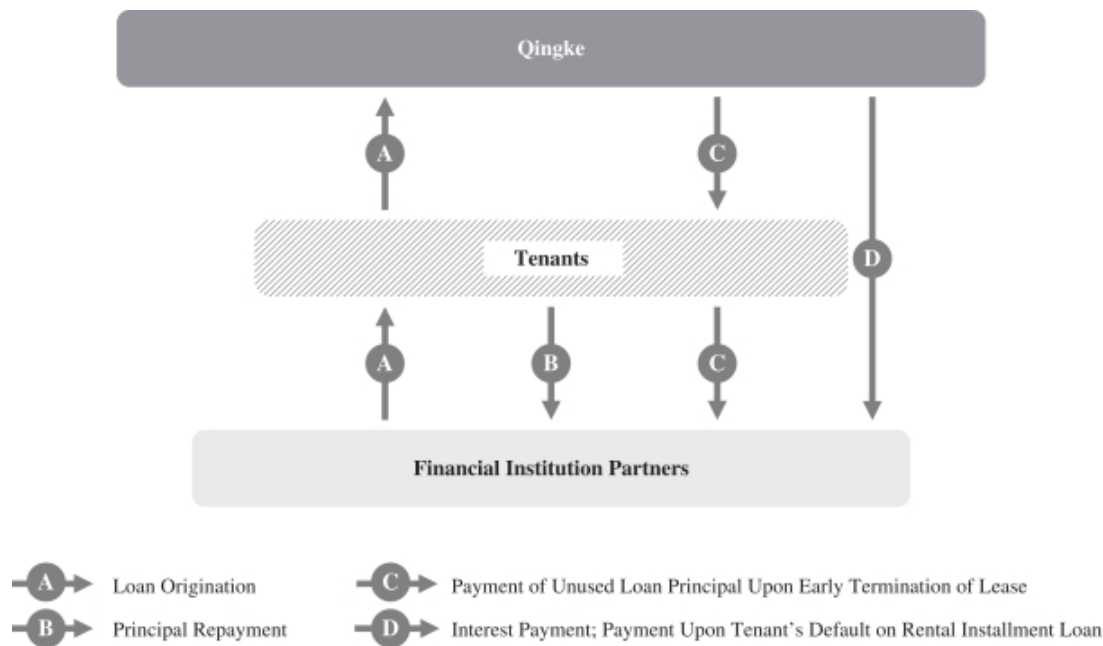 Qingke
A
C
Tenants
D
A
B
C
Financial Institution Partners
A Loan Origination
C Payment of Unused Loan Principal Upon Early Termination of Lease
B Principal Repayment
D Interest Payment; Payment Upon Tenant's Default on Rental Installment Loan